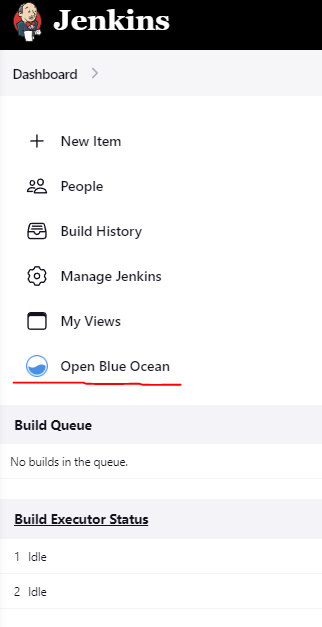 Jenkins
Dashboard
New Item
People
Build History
Manage Jenkins
My Views
Open Blue Ocean
Build Queue
No builds in the queue.
Build Executor Status
1 Idle
2 Idle